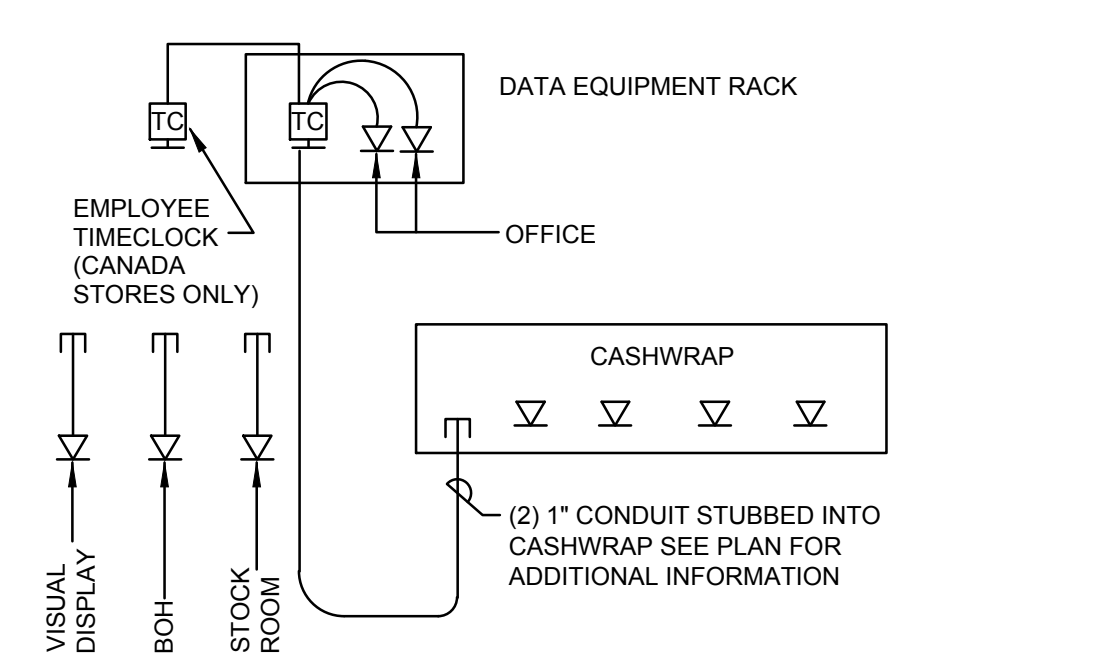 DATA EQUIPMENT RACK
TC
TC
EMPLOYEE
TIMECLOCK
(CANADA
STORES ONLY)
OFFICE
CASHWRAP
(2) 1" CONDUIT STUBBED INTO
CASHWRAP SEE PLAN FOR
ADDITIONAL INFORMATION
VISUAL
DISPLAY
BOH
STOCK
ROOM